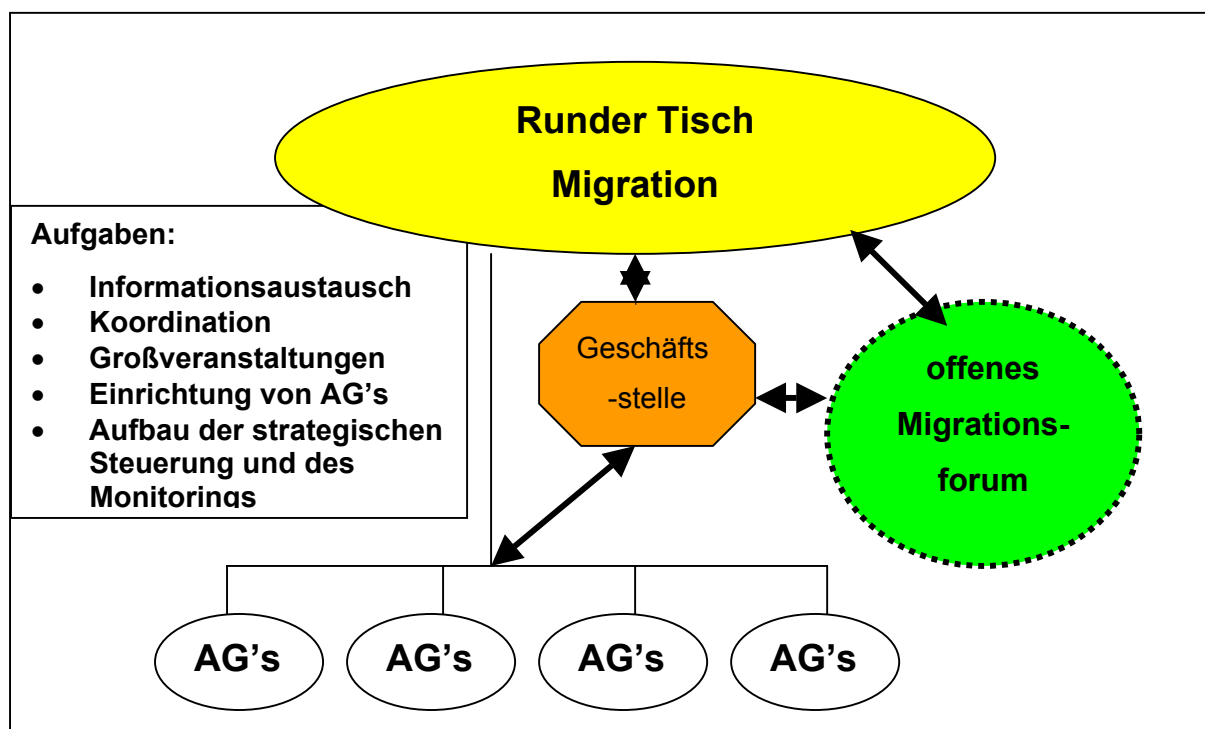 Runder Tisch
Migration
Aufgaben:
• Informationsaustausch
• Koordination
• Großveranstaltungen
• Einrichtung von AG’s
• Aufbau der strategischen
Steuerung und des
Monitorings
Geschäfts
-stelle
offenes
Migrations-
forum
AG’s
AG’s
AG’s
AG’s